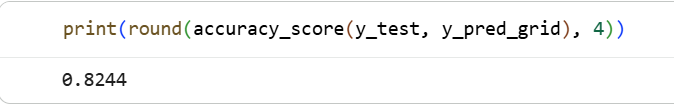 print(round(accuracy_score(y_test, y_pred_grid), 4))
0.8244